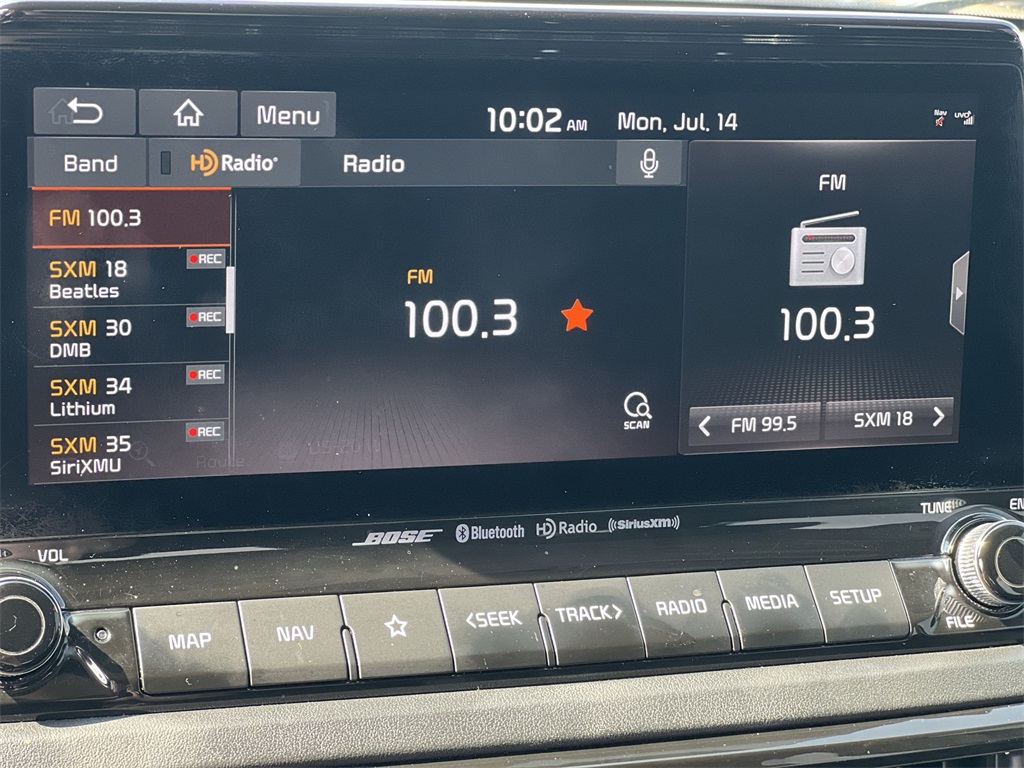 Menu
10:02 AM
Mon, Jul. 14
Nav
UVO
Band
HD Radio
Radio
FM 100.3
SXM 18
REC
Beatles
SXM 30
REC
DMB
SXM 34
REC
Lithium
SXM 35
REC
SiriXMU
FM
100.3
SCAN
FM
100.3
FM 99.5
SXM 18
Route
BOSE
Bluetooth
HD Radio
((SiriusXM))
VOL
TUNE
MAP
NAV
<SEEK
TRACK>
RADIO
MEDIA
SETUP
FILE